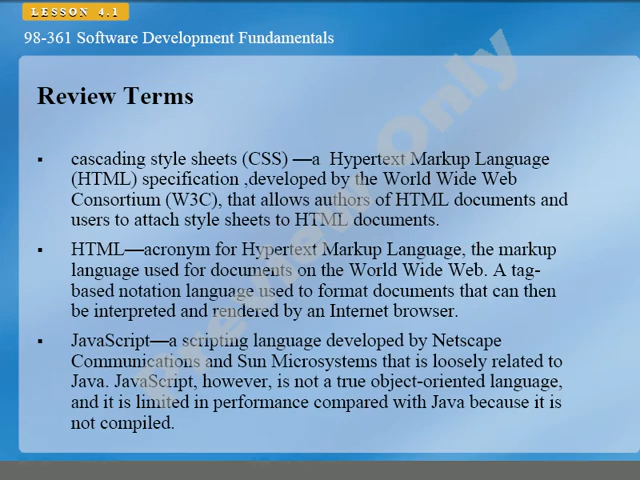 LESSON 4.1
98-361 Software Development Fundamentals
Review Terms
▪ cascading style sheets (CSS) —a Hypertext Markup Language
(HTML) specification ,developed by the World Wide Web
Consortium (W3C), that allows authors of HTML documents and
users to attach style sheets to HTML documents.
▪ HTML—acronym for Hypertext Markup Language, the markup
language used for documents on the World Wide Web. A tag-
based notation language used to format documents that can then
be interpreted and rendered by an Internet browser.
▪ JavaScript—a scripting language developed by Netscape
Communications and Sun Microsystems that is loosely related to
Java. JavaScript, however, is not a true object-oriented language,
and it is limited in performance compared with Java because it is
not compiled.
Preview Only